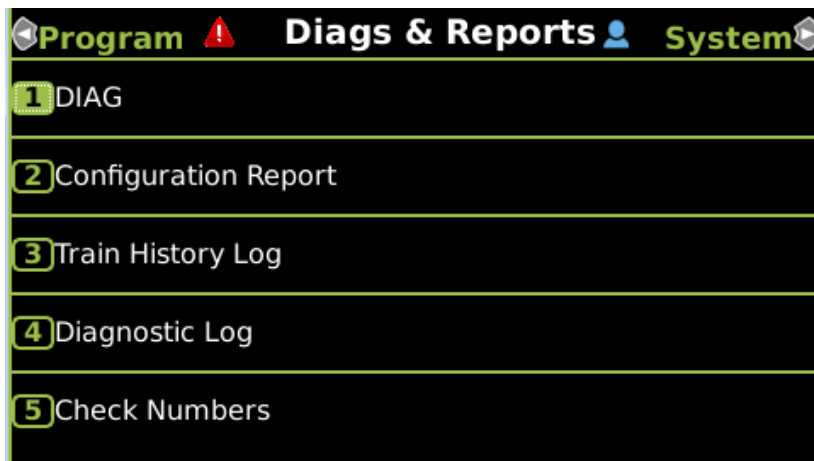 Program Diags & Reports System
1 DIAG
2 Configuration Report
3 Train History Log
4 Diagnostic Log
5 Check Numbers